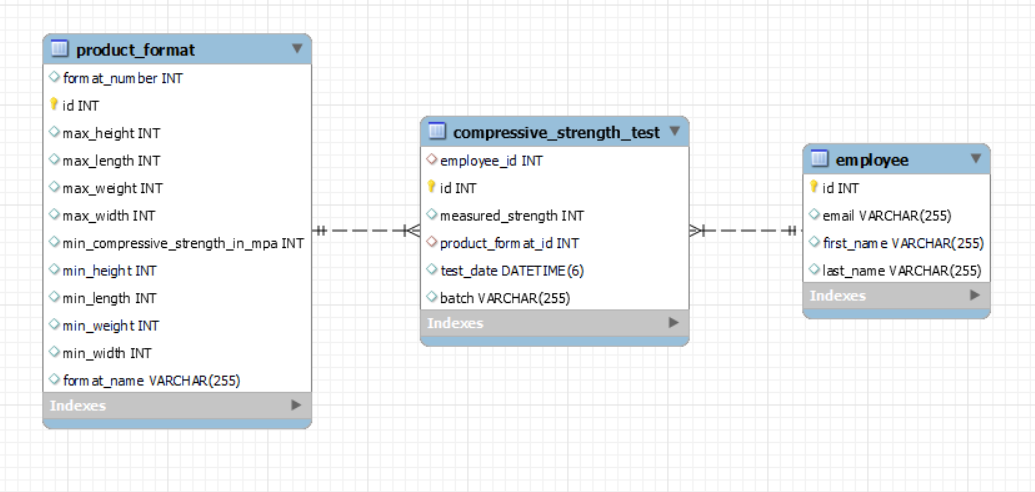 product_format
format_number INT
id INT
max_height INT
max_length INT
max_weight INT
max_width INT
min_compressive_strength_in_mpa INT
min_height INT
min_length INT
min_weight INT
min_width INT
format_name VARCHAR(255)
Indexes
compressive_strength_test
employee_id INT
id INT
measured_strength INT
product_format_id INT
test_date DATETIME(6)
batch VARCHAR(255)
Indexes
employee
id INT
email VARCHAR(255)
first_name VARCHAR(255)
last_name VARCHAR(255)
Indexes